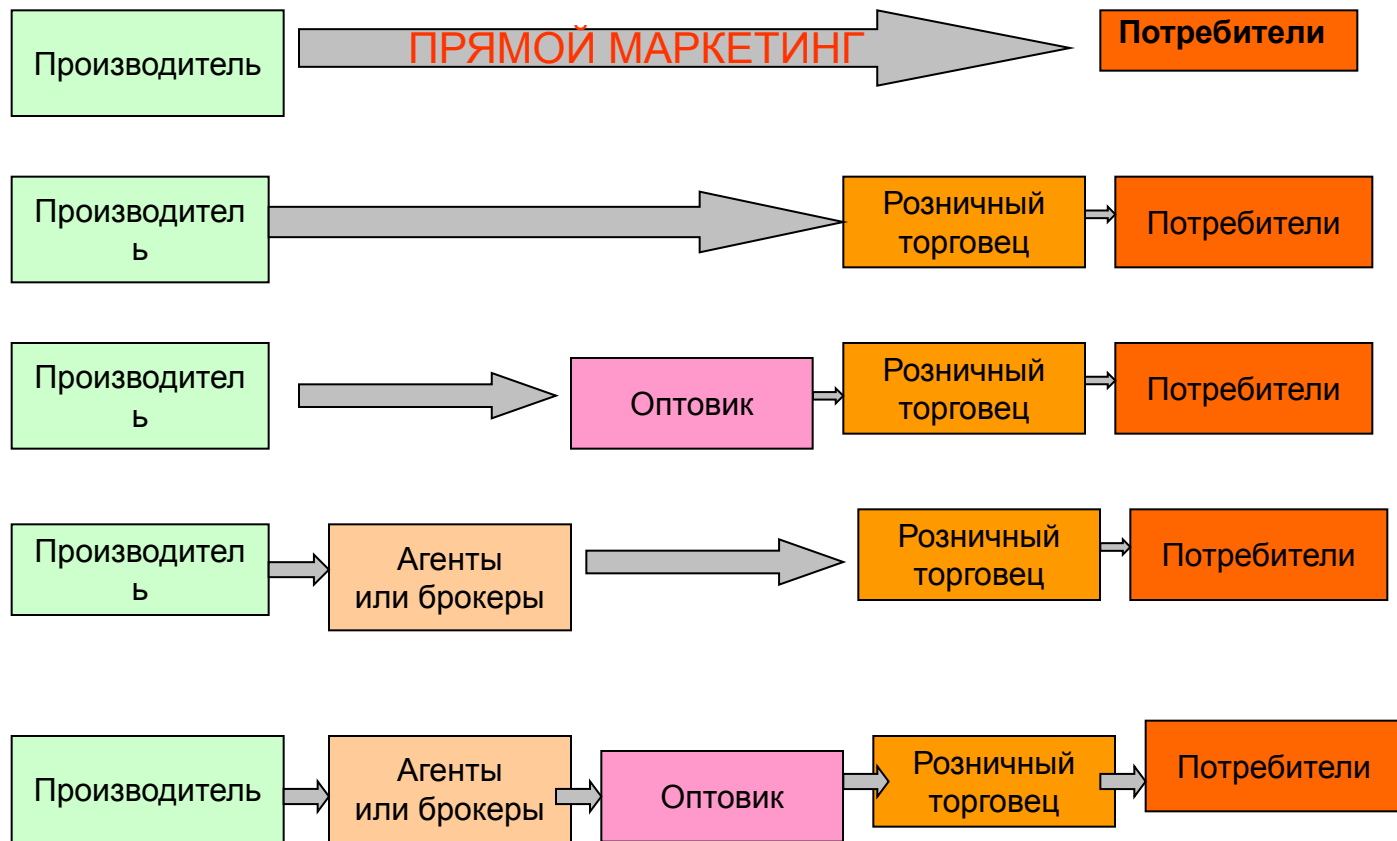 Производитель
ПРЯМОЙ МАРКЕТИНГ
Потребители
Производител
ь
Розничный
торговец
Потребители
Производител
ь
Оптовик
Розничный
торговец
Потребители
Производител
ь
Агенты
или брокеры
Розничный
торговец
Потребители
Производитель
Агенты
или брокеры
Оптовик
Розничный
торговец
Потребители